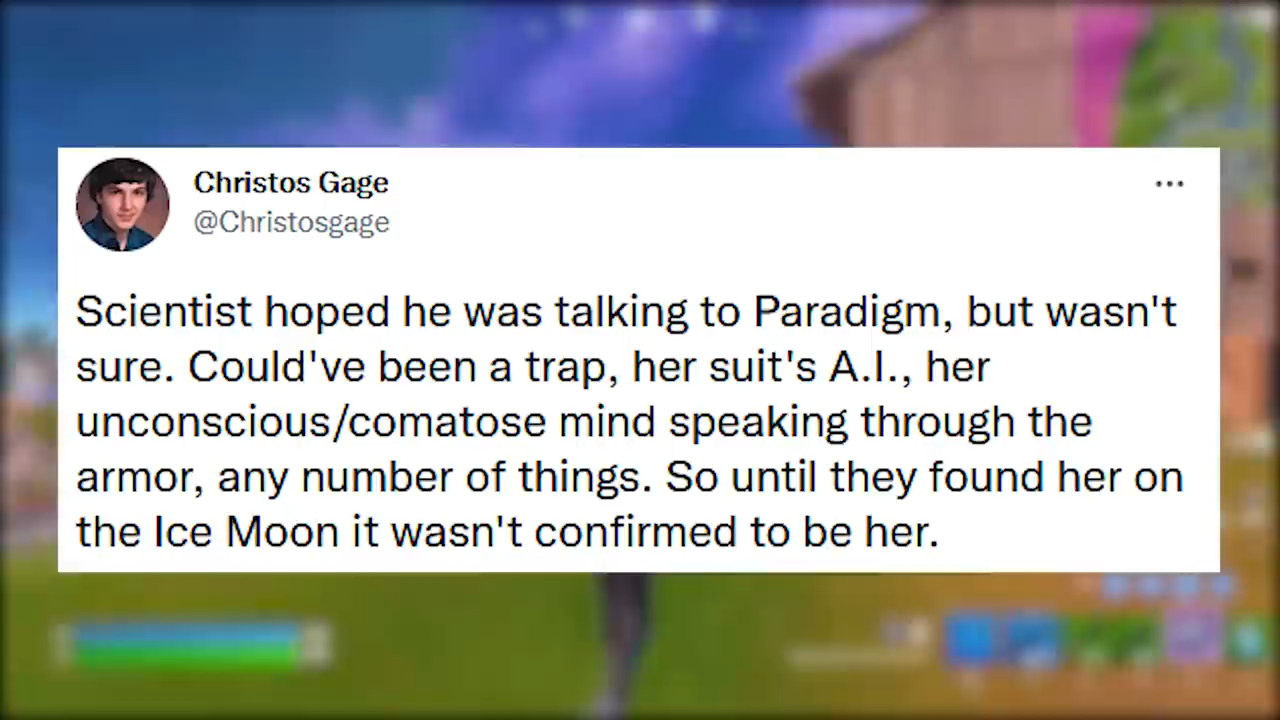 Christos Gage
@Christosgage
Scientist hoped he was talking to Paradigm, but wasn't
sure. Could've been a trap, her suit's A.I., her
unconscious/comatose mind speaking through the
armor, any number of things. So until they found her on
the Ice Moon it wasn't confirmed to be her.